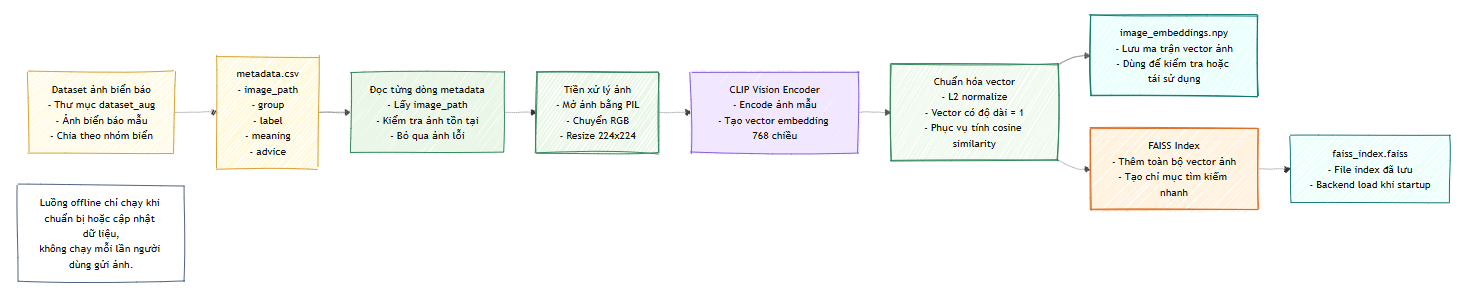 Dataset ảnh biển báo
- Thư mục dataset_aug
- Ảnh biển báo mẫu
- Chia theo nhóm biển
metadata.csv
- image_path
- group
- label
- meaning
- advice
Đọc từng dòng metadata
- Lấy image_path
- Kiểm tra ảnh tồn tại
- Bỏ qua ảnh lỗi
Tiền xử lý ảnh
- Mở ảnh bằng PIL
- Chuyển RGB
- Resize 224x224
CLIP Vision Encoder
- Encode ảnh mẫu
- Tạo vector embedding
768 chiều
Chuẩn hóa vector
- L2 normalize
- Vector có độ dài = 1
- Phục vụ tính cosine
similarity
image_embeddings.npy
- Lưu ma trận vector ảnh
- Dùng để kiểm tra hoặc
tái sử dụng
FAISS Index
- Thêm toàn bộ vector ảnh
- Tạo chỉ mục tìm kiếm
nhanh
faiss_index.faiss
- File index đã lưu
- Backend load khi startup
Luồng offline chỉ chạy khi
chuẩn bị hoặc cập nhật
dữ liệu,
không chạy mỗi lần người
dùng gửi ảnh.